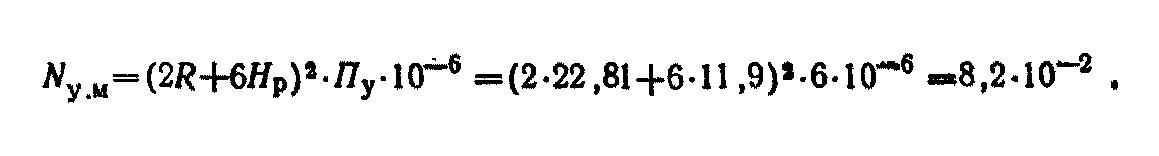 N_у.м = (2R+6H_р)²·П_у·10⁻⁶ = (2·22,81+6·11,9)²·6·10⁻⁶ = 8,2·10⁻² .